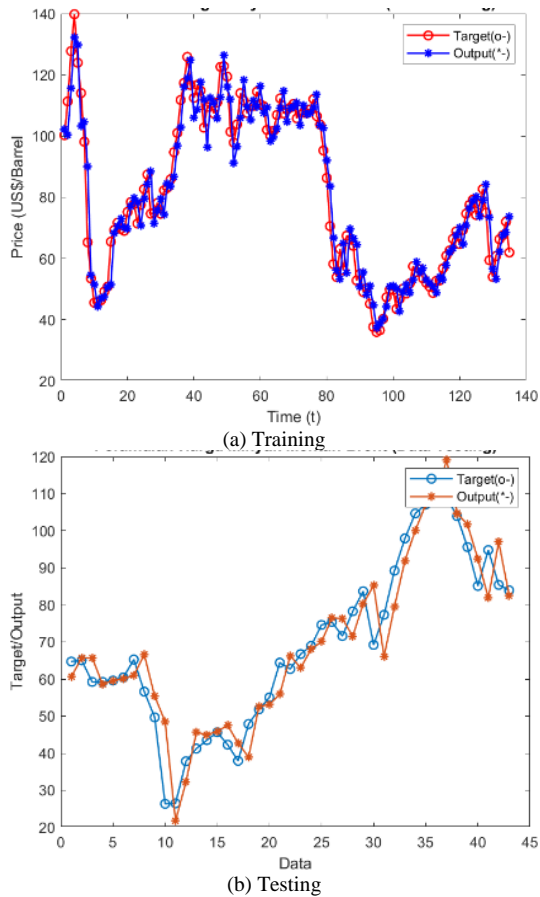 140
120
100
80
60
40
20
Price (US$/Barrel
Target(o-)
Output(*-)
0 20 40 60 80 100 120 140
Time (t)
(a) Training
120
110
100
90
80
70
60
50
40
30
20
Target/Output
Target(o-)
Output(*-)
0 5 10 15 20 25 30 35 40 45
Data
(b) Testing